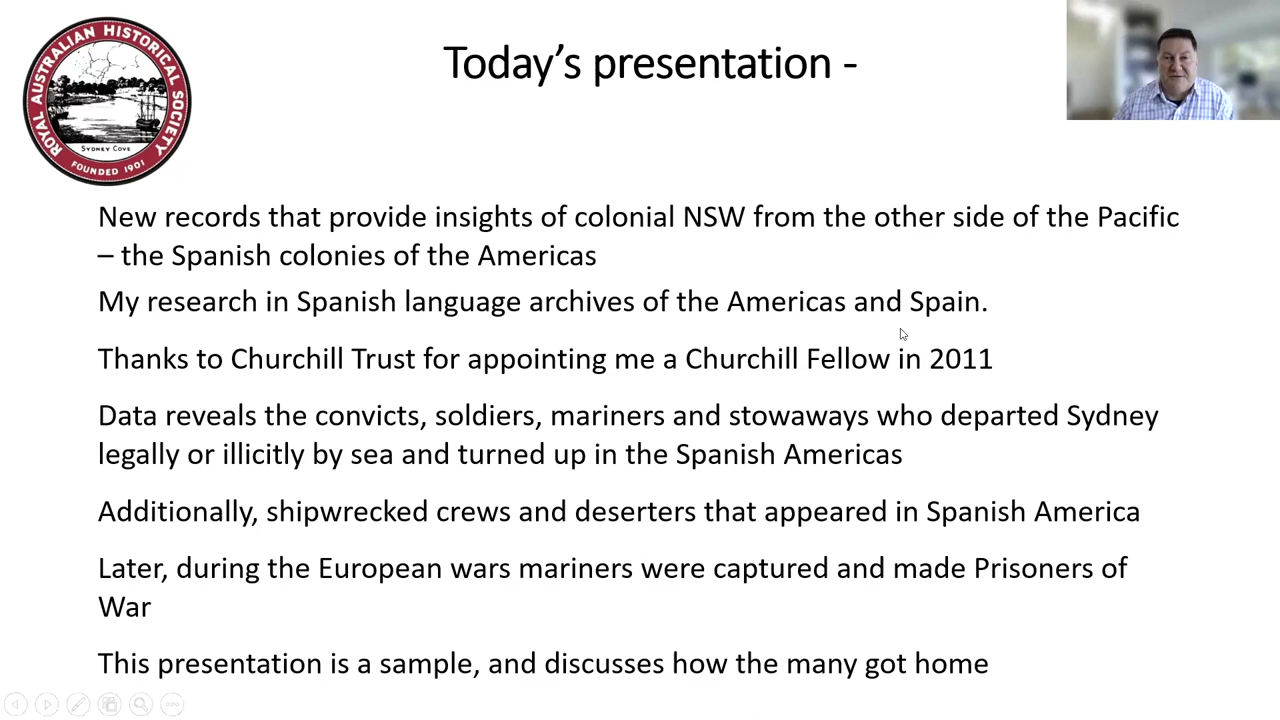 ROYAL AUSTRALIAN HISTORICAL SOCIETY
SYDNEY COVE
FOUNDED 1901
Today's presentation -
New records that provide insights of colonial NSW from the other side of the Pacific
– the Spanish colonies of the Americas
My research in Spanish language archives of the Americas and Spain.
Thanks to Churchill Trust for appointing me a Churchill Fellow in 2011
Data reveals the convicts, soldiers, mariners and stowaways who departed Sydney
legally or illicitly by sea and turned up in the Spanish Americas
Additionally, shipwrecked crews and deserters that appeared in Spanish America
Later, during the European wars mariners were captured and made Prisoners of
War
This presentation is a sample, and discusses how the many got home